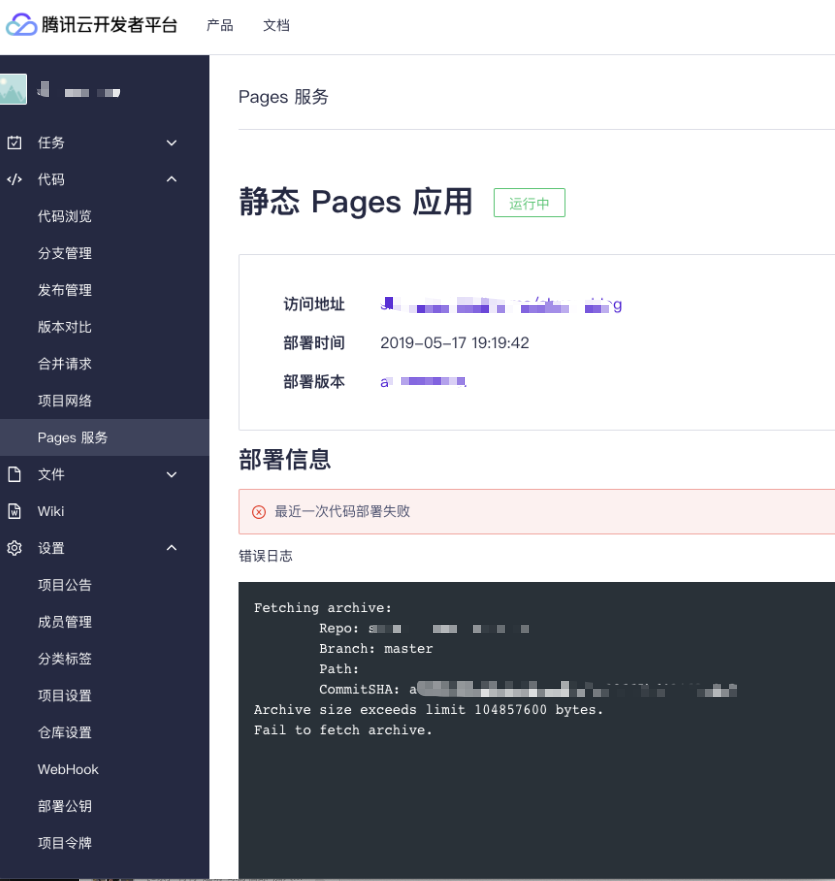 腾讯云开发者平台 产品 文档
任务
代码
代码浏览
分支管理
发布管理
版本对比
合并请求
项目网络
Pages 服务
文件
Wiki
设置
项目公告
成员管理
分类标签
项目设置
仓库设置
WebHook
部署公钥
项目令牌
Pages 服务
静态 Pages 应用 运行中
访问地址
部署时间 2019-05-17 19:19:42
部署版本
部署信息
最近一次代码部署失败
错误日志
Fetching archive:
Repo:
Branch: master
Path:
CommitSHA:
Archive size exceeds limit 104857600 bytes.
Fail to fetch archive.